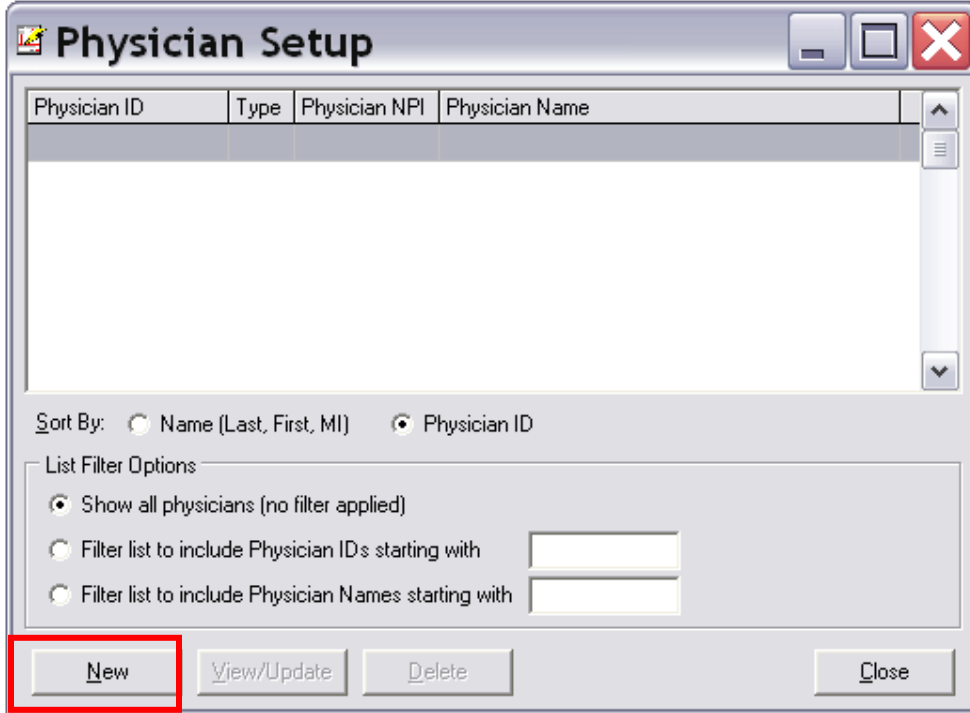 Physician Setup
Physician ID Type Physician NPI Physician Name
Sort By: Name (Last, First, MI) Physician ID
List Filter Options
Show all physicians (no filter applied)
Filter list to include Physician IDs starting with
Filter list to include Physician Names starting with
New View/Update Delete Close